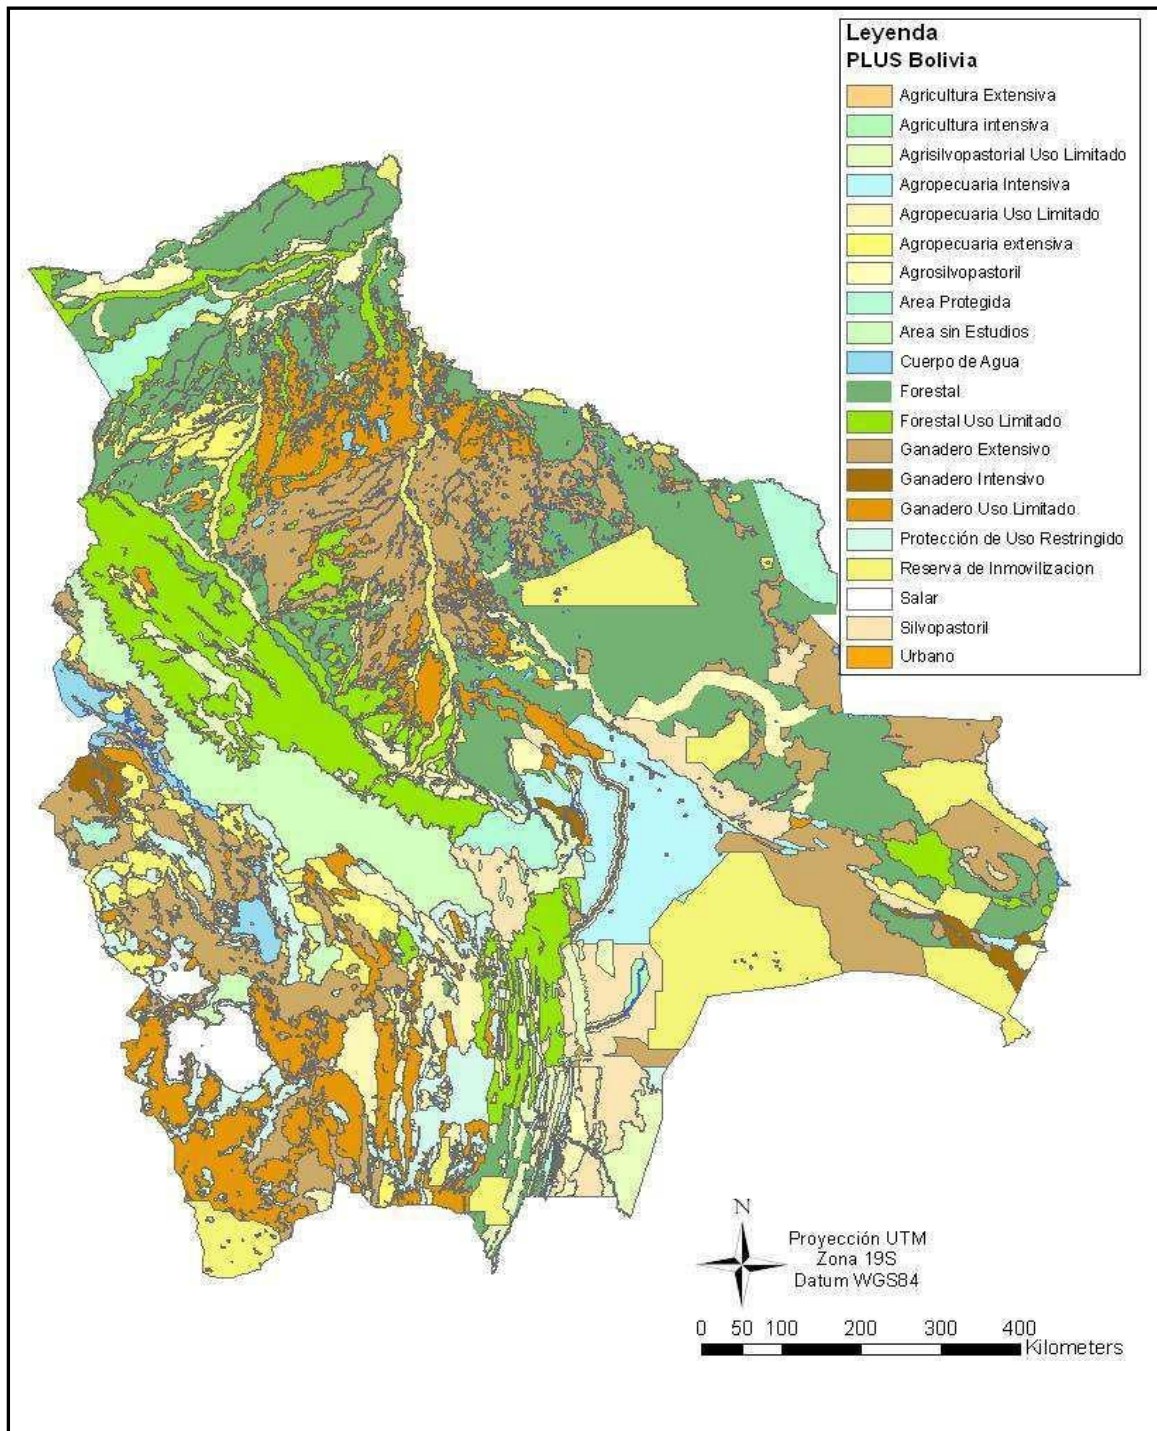 Leyenda
PLUS Bolivia
Agricultura Extensiva
Agricultura intensiva
Agrisilvopastorial Uso Limitado
Agropecuaria Intensiva
Agropecuaria Uso Limitado
Agropecuaria extensiva
Agrosilvopastoril
Area Protegida
Area sin Estudios
Cuerpo de Agua
Forestal
Forestal Uso Limitado
Ganadero Extensivo
Ganadero Intensivo
Ganadero Uso Limitado
Protección de Uso Restringido
Reserva de Inmovilizacion
Salar
Silvopastoril
Urbano
N
Proyección UTM
Zona 19S
Datum WGS84
0 50 100 200 300 400
Kilometers